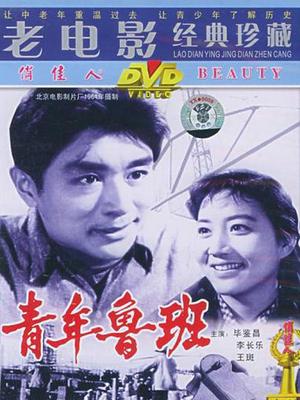 让中老年重温过去 让青少年了解历史
老电影 经典珍藏
LAO DIAN YING JING DIAN ZHEN CANG
俏佳人 DVD BEAUTY
VIDEO
北京电影制片厂1964年摄制
青年鲁班
主演：毕鉴昌
李长乐
王斑
俏佳人